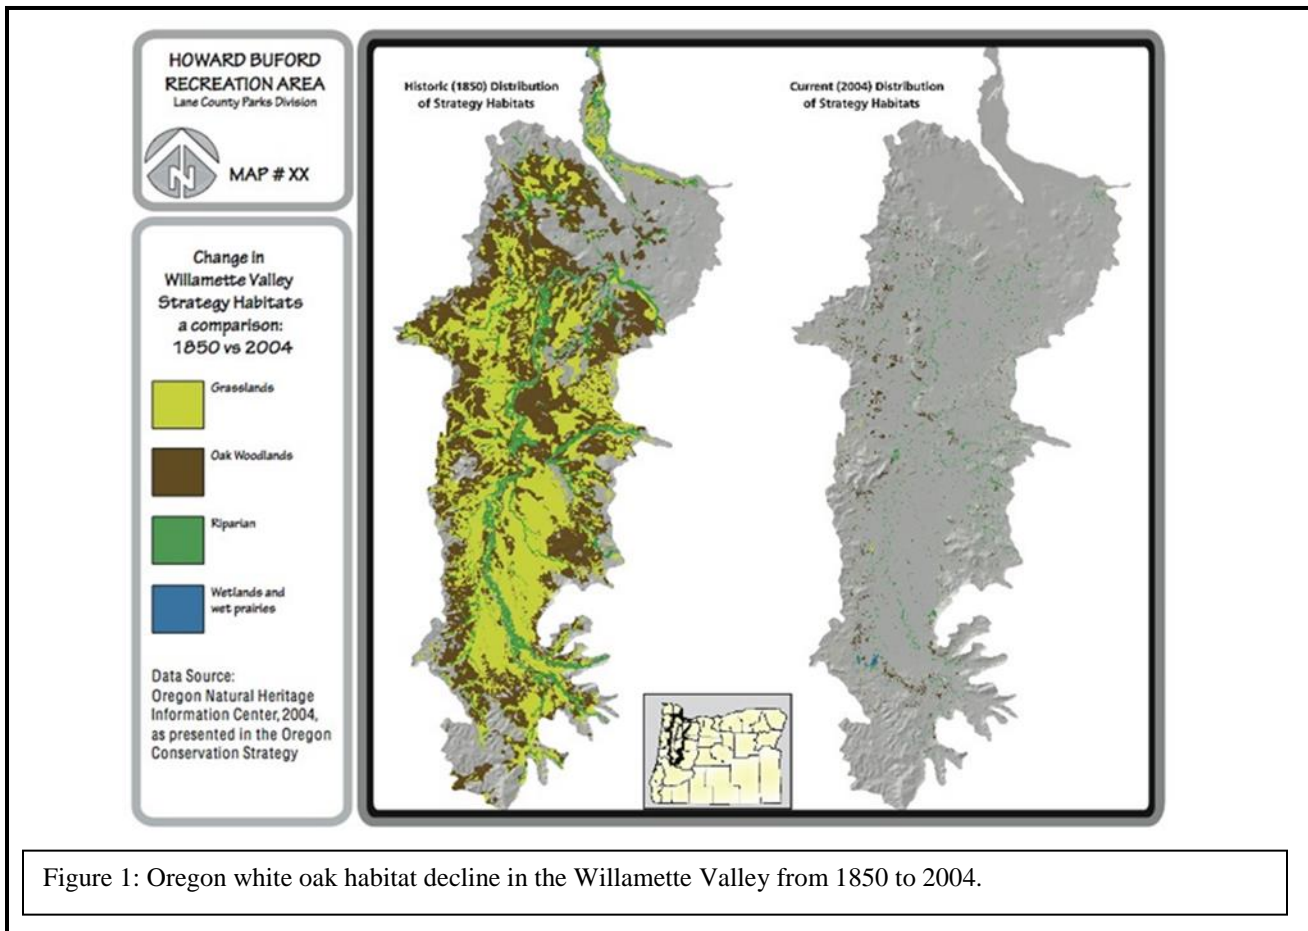 HOWARD BUFORD
RECREATION AREA
Lane County Parks Division
N
MAP # XX
Change in
Willamette Valley
Strategy Habitats
a comparison:
1850 vs 2004
Grasslands
Oak Woodlands
Riparian
Wetlands and
wet prairies
Data Source:
Oregon Natural Heritage
Information Center, 2004,
as presented in the Oregon
Conservation Strategy
Historic (1850) Distribution
of Strategy Habitats
Current (2004) Distribution
of Strategy Habitats
Figure 1: Oregon white oak habitat decline in the Willamette Valley from 1850 to 2004.